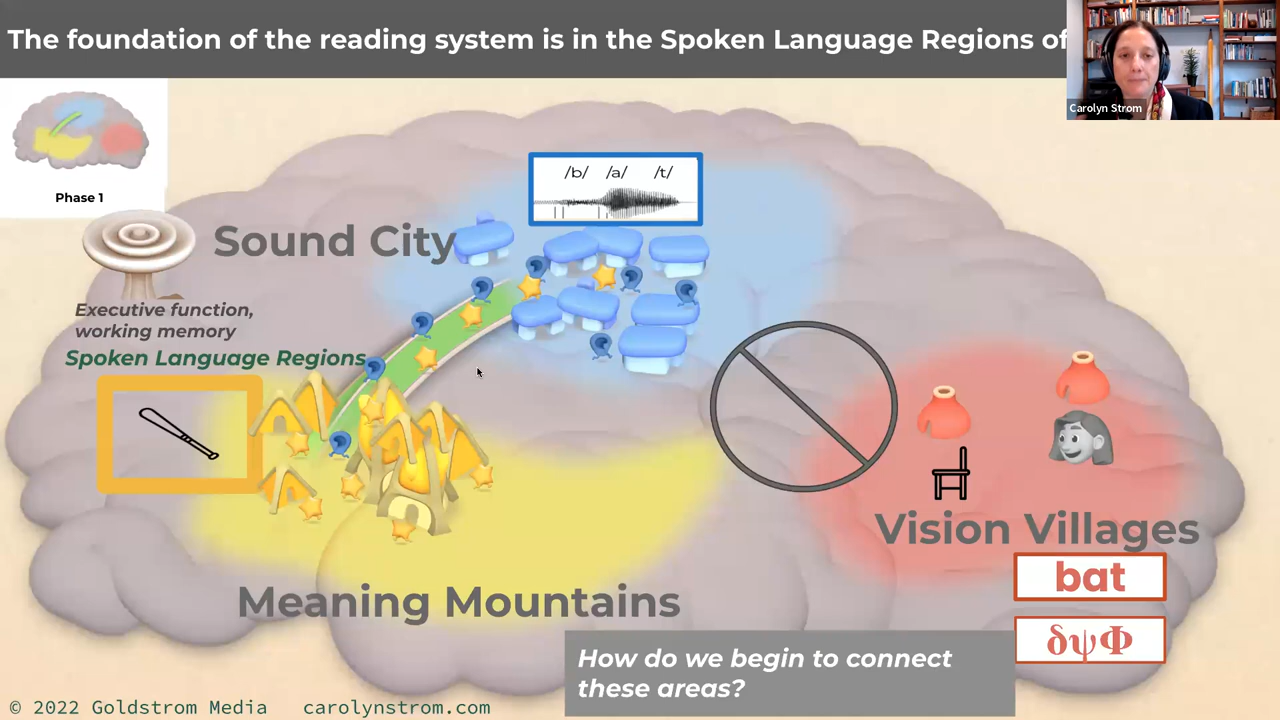 The foundation of the reading system is in the Spoken Language Regions of
Carolyn Strom
Phase 1
/b/ /a/ /t/
Sound City
Executive function,
working memory
Spoken Language Regions
Vision Villages
bat
Meaning Mountains
δψΦ
How do we begin to connect
these areas?
© 2022 Goldstrom Media carolynstrom.com